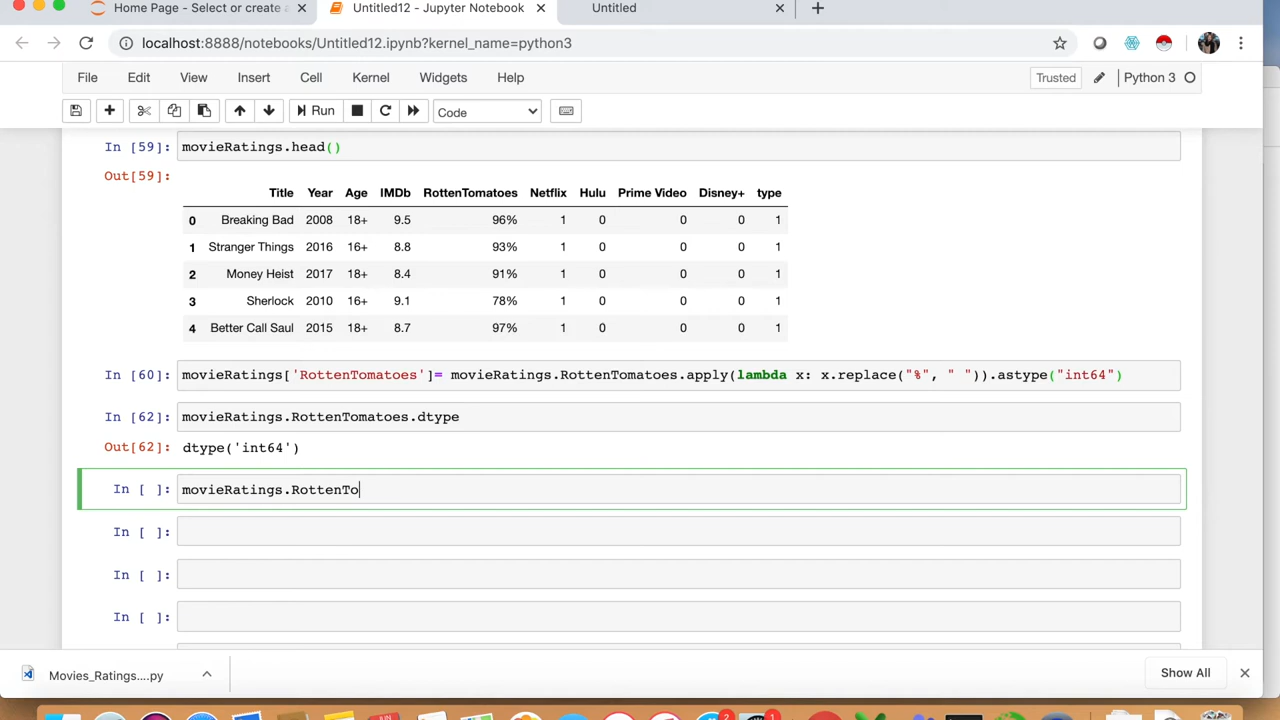 Home Page - Select or create a
Untitled12 - Jupyter Notebook
Untitled
localhost:8888/notebooks/Untitled12.ipynb?kernel_name=python3
File Edit View Insert Cell Kernel Widgets Help Trusted Python 3
Run Code
In [59]: movieRatings.head()
Out[59]:
Title Year Age IMDb RottenTomatoes Netflix Hulu Prime Video Disney+ type
0 Breaking Bad 2008 18+ 9.5 96% 1 0 0 0 1
1 Stranger Things 2016 16+ 8.8 93% 1 0 0 0 1
2 Money Heist 2017 18+ 8.4 91% 1 0 0 0 1
3 Sherlock 2010 16+ 9.1 78% 1 0 0 0 1
4 Better Call Saul 2015 18+ 8.7 97% 1 0 0 0 1
In [60]: movieRatings['RottenTomatoes']= movieRatings.RottenTomatoes.apply(lambda x: x.replace("%", " ")).astype("int64")
In [62]: movieRatings.RottenTomatoes.dtype
Out[62]: dtype('int64')
In [ ]: movieRatings.RottenTo
In [ ]:
In [ ]:
In [ ]:
Movies_Ratings....py
Show All
JUN
2
1